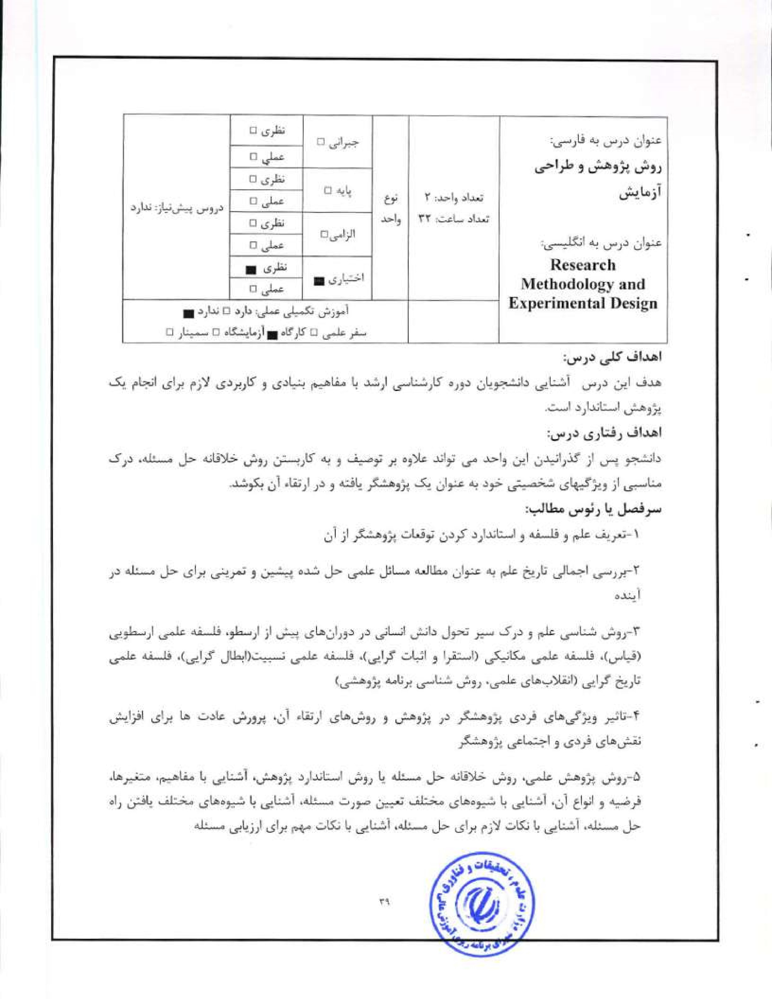 عنوان درس به فارسی:
روش پژوهش و طراحی
آزمایش
عنوان درس به انگلیسی:
Research
Methodology and
Experimental Design
تعداد واحد: ۲
تعداد ساعت: ۳۲
نوع
واحد
جبرانی □
نظری □
عملی □
پایه □
نظری □
عملی □
الزامی□
نظری □
عملی □
اختیاری ■
نظری ■
عملی □
دروس پیش‌نیاز: ندارد
آموزش تکمیلی عملی: دارد □ ندارد ■
سفر علمی □ کارگاه ■ آزمایشگاه □ سمینار □
اهداف کلی درس:
هدف این درس آشنایی دانشجویان دوره کارشناسی ارشد با مفاهیم بنیادی و کاربردی لازم برای انجام یک
پژوهش استاندارد است.
اهداف رفتاری درس:
دانشجو پس از گذرانیدن این واحد می تواند علاوه بر توصیف و به کاربستن روش خلاقانه حل مسئله، درک
مناسبی از ویژگیهای شخصیتی خود به عنوان یک پژوهشگر یافته و در ارتقاء آن بکوشد.
سرفصل یا رئوس مطالب:
۱-تعریف علم و فلسفه و استاندارد کردن توقعات پژوهشگر از آن
۲-بررسی اجمالی تاریخ علم به عنوان مطالعه مسائل علمی حل شده پیشین و تمرینی برای حل مسئله در
آینده
۳-روش شناسی علم و درک سیر تحول دانش انسانی در دوران‌های پیش از ارسطو، فلسفه علمی ارسطویی
(قیاس)، فلسفه علمی مکانیکی (استقرا و اثبات گرایی)، فلسفه علمی نسبیت(ابطال گرایی)، فلسفه علمی
تاریخ گرایی (انقلاب‌های علمی، روش شناسی برنامه پژوهشی)
۴-تاثیر ویژگی‌های فردی پژوهشگر در پژوهش و روش‌های ارتقاء آن، پرورش عادت ها برای افزایش
نقش‌های فردی و اجتماعی پژوهشگر
۵-روش پژوهش علمی، روش خلاقانه حل مسئله یا روش استاندارد پژوهش، آشنایی با مفاهیم، متغیرها،
فرضیه و انواع آن، آشنایی با شیوه‌های مختلف تعیین صورت مسئله، آشنایی با شیوه‌های مختلف یافتن راه
حل مسئله، آشنایی با نکات لازم برای حل مسئله، آشنایی با نکات مهم برای ارزیابی مسئله
وزارت علوم، تحقیقات و فناوری
شورای برنامه ریزی آموزش عالی
۳۹